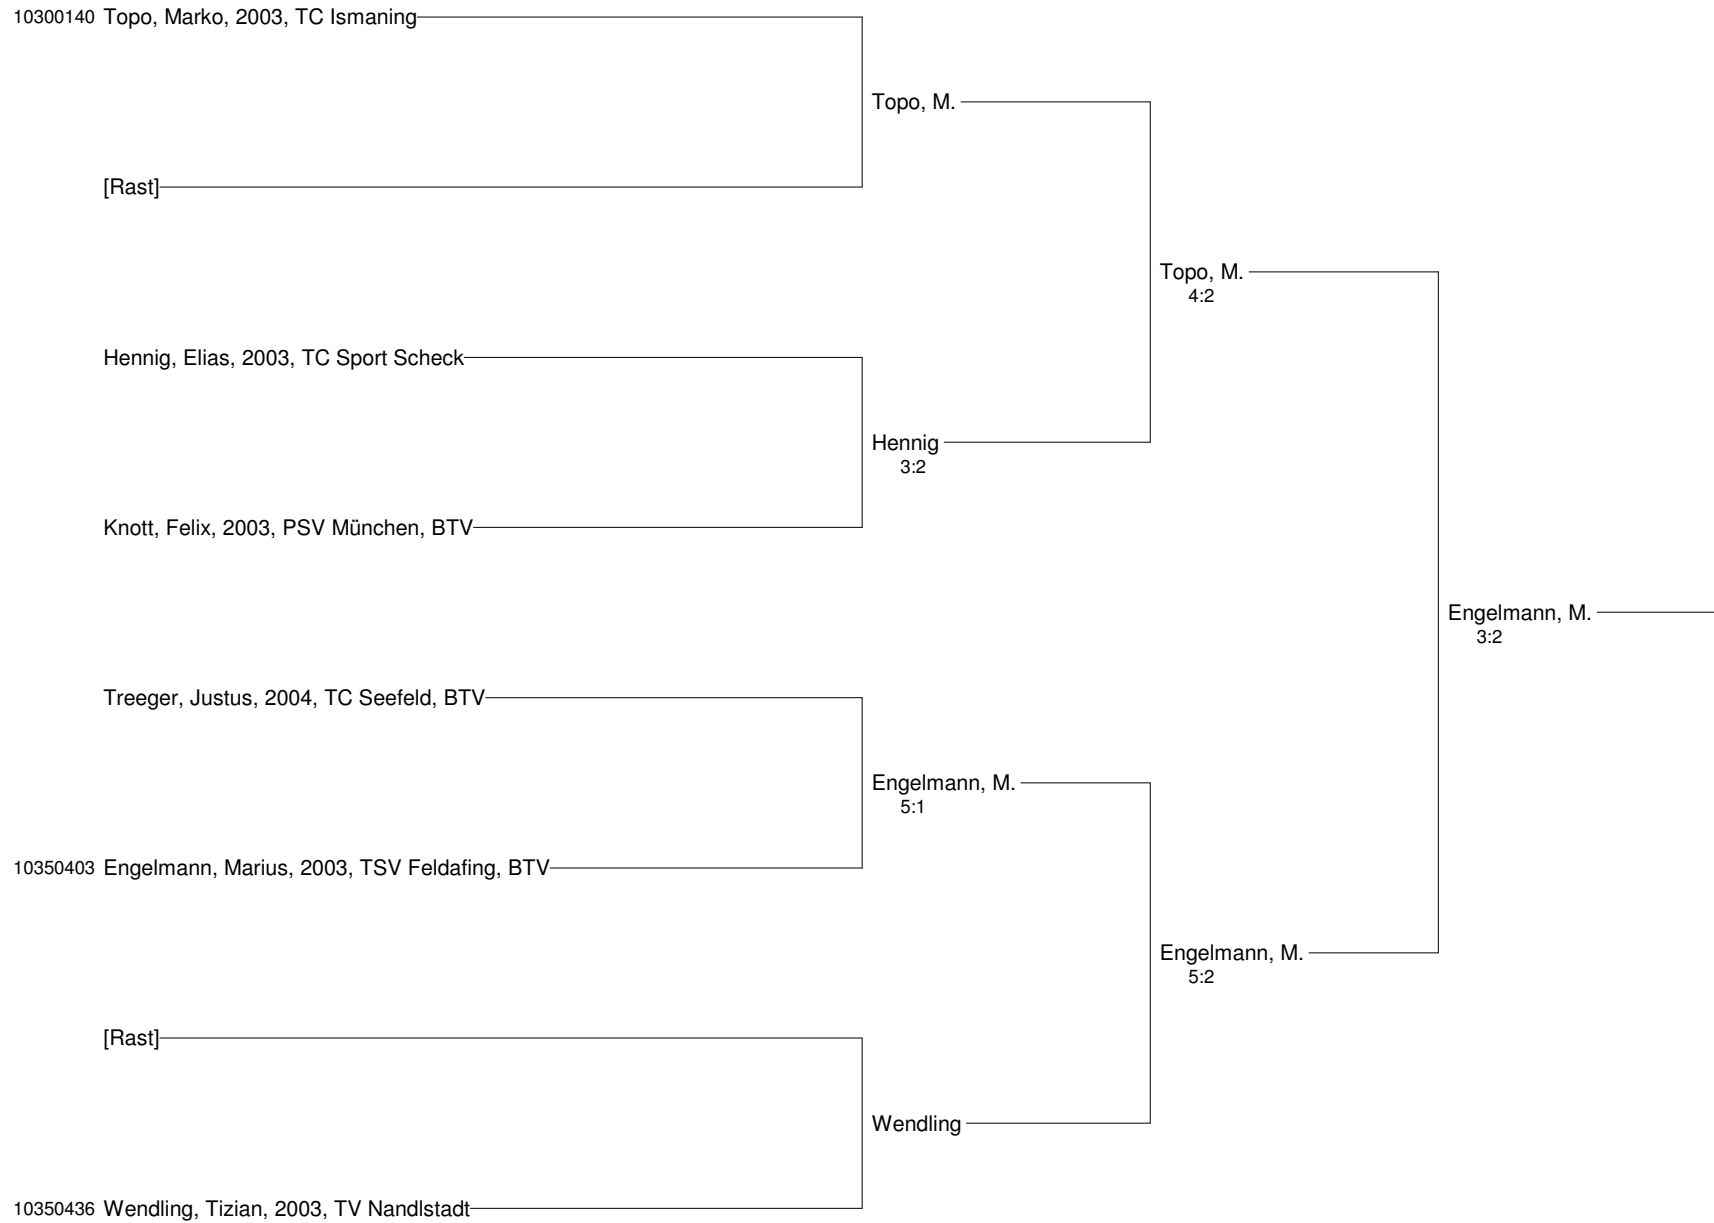 10300140 Topo, Marko, 2003, TC Ismaning
Topo, M.
[Rast]
Topo, M.
4:2
Hennig, Elias, 2003, TC Sport Scheck
Hennig
3:2
Knott, Felix, 2003, PSV München, BTV
Engelmann, M.
3:2
Treeger, Justus, 2004, TC Seefeld, BTV
Engelmann, M.
5:1
10350403 Engelmann, Marius, 2003, TSV Feldafing, BTV
Engelmann, M.
5:2
[Rast]
Wendling
10350436 Wendling, Tizian, 2003, TV Nandlstadt